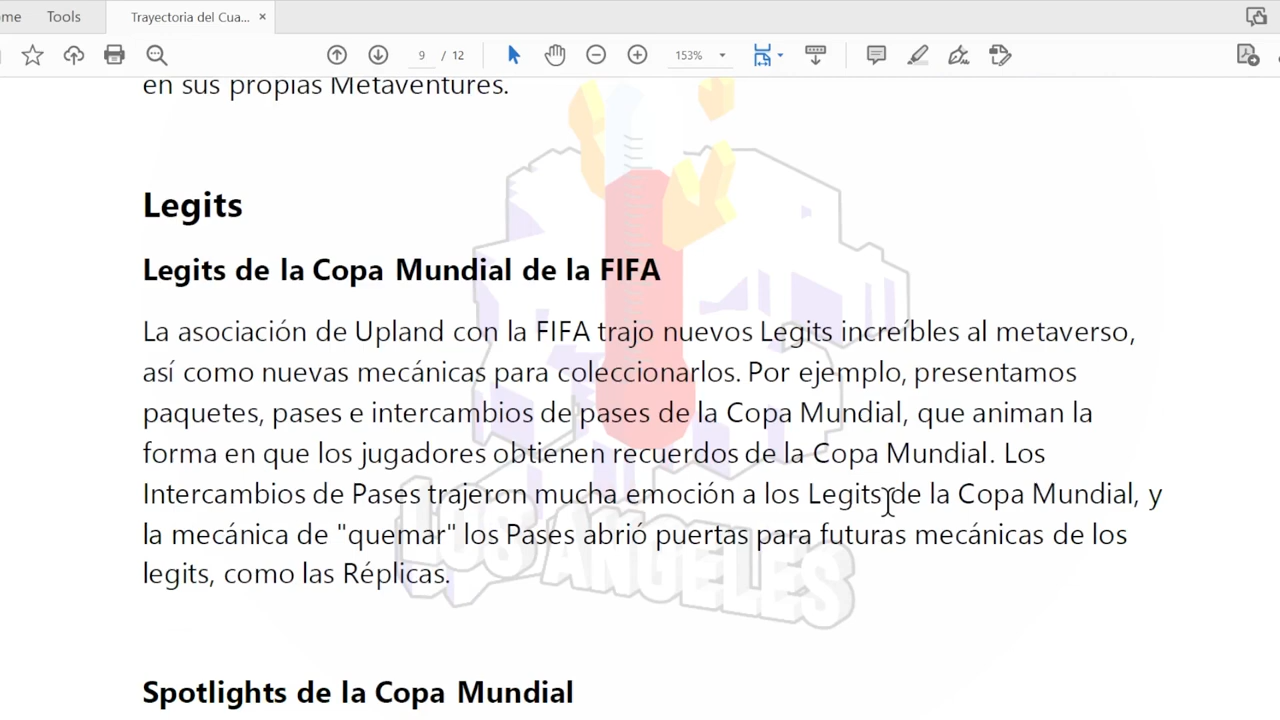 me Tools Trayectoria del Cua... ×
9 / 12 153%
en sus propias Metaventures.
Legits
Legits de la Copa Mundial de la FIFA
La asociación de Upland con la FIFA trajo nuevos Legits increíbles al metaverso,
así como nuevas mecánicas para coleccionarlos. Por ejemplo, presentamos
paquetes, pases e intercambios de pases de la Copa Mundial, que animan la
forma en que los jugadores obtienen recuerdos de la Copa Mundial. Los
Intercambios de Pases trajeron mucha emoción a los Legits de la Copa Mundial, y
la mecánica de "quemar" los Pases abrió puertas para futuras mecánicas de los
legits, como las Réplicas.
LOS ANGELES
Spotlights de la Copa Mundial